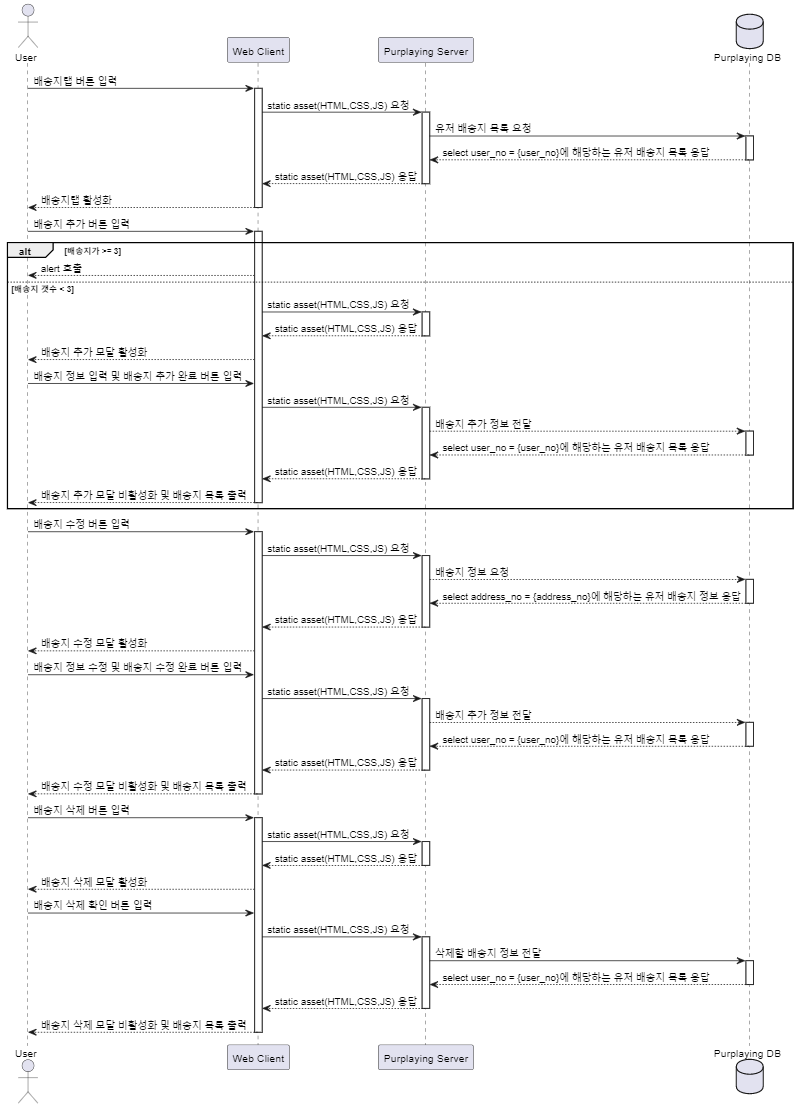 User
Web Client
Purplaying Server
Purplaying DB
배송지탭 버튼 입력
static asset(HTML,CSS,JS) 요청
유저 배송지 목록 요청
select user_no = {user_no}에 해당하는 유저 배송지 목록 응답
static asset(HTML,CSS,JS) 응답
배송지탭 활성화
배송지 추가 버튼 입력
alt [배송지가 >= 3]
alert 호출
[배송지 갯수 < 3]
static asset(HTML,CSS,JS) 요청
static asset(HTML,CSS,JS) 응답
배송지 추가 모달 활성화
배송지 정보 입력 및 배송지 추가 완료 버튼 입력
static asset(HTML,CSS,JS) 요청
배송지 추가 정보 전달
select user_no = {user_no}에 해당하는 유저 배송지 목록 응답
static asset(HTML,CSS,JS) 응답
배송지 추가 모달 비활성화 및 배송지 목록 출력
배송지 수정 버튼 입력
static asset(HTML,CSS,JS) 요청
배송지 정보 요청
select address_no = {address_no}에 해당하는 유저 배송지 정보 응답
static asset(HTML,CSS,JS) 응답
배송지 수정 모달 활성화
배송지 정보 수정 및 배송지 수정 완료 버튼 입력
static asset(HTML,CSS,JS) 요청
배송지 추가 정보 전달
select user_no = {user_no}에 해당하는 유저 배송지 목록 응답
static asset(HTML,CSS,JS) 응답
배송지 수정 모달 비활성화 및 배송지 목록 출력
배송지 삭제 버튼 입력
static asset(HTML,CSS,JS) 요청
static asset(HTML,CSS,JS) 응답
배송지 삭제 모달 활성화
배송지 삭제 확인 버튼 입력
static asset(HTML,CSS,JS) 요청
삭제할 배송지 정보 전달
select user_no = {user_no}에 해당하는 유저 배송지 목록 응답
static asset(HTML,CSS,JS) 응답
배송지 삭제 모달 비활성화 및 배송지 목록 출력
User
Web Client
Purplaying Server
Purplaying DB